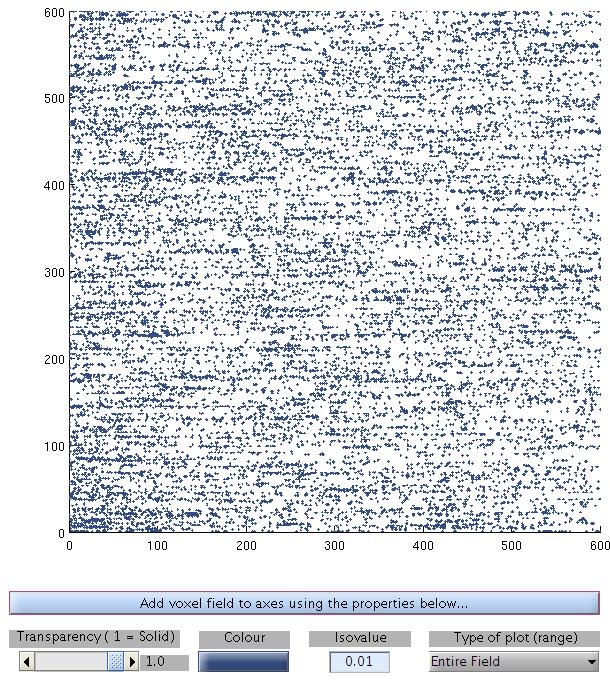 600
500
400
300
200
100
0
0 100 200 300 400 500 600
Add voxel field to axes using the properties below...
Transparency ( 1 = Solid) Colour Isovalue Type of plot (range)
1.0 0.01 Entire Field